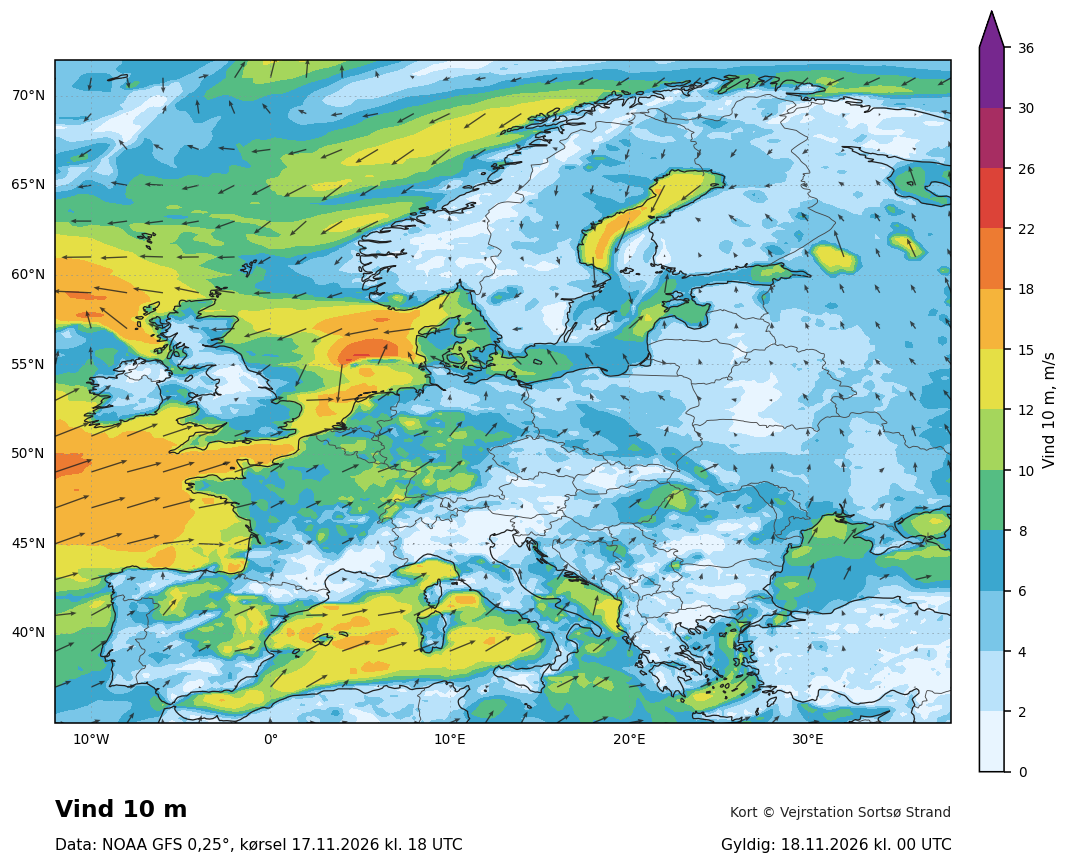 36
30
26
22
18
15
12
10
8
6
4
2
0
Vind 10 m, m/s
70°N
65°N
60°N
55°N
50°N
45°N
40°N
10°W
0°
10°E
20°E
30°E
Vind 10 m
Kort © Vejrstation Sortsø Strand
Data: NOAA GFS 0,25°, kørsel 17.11.2026 kl. 18 UTC
Gyldig: 18.11.2026 kl. 00 UTC